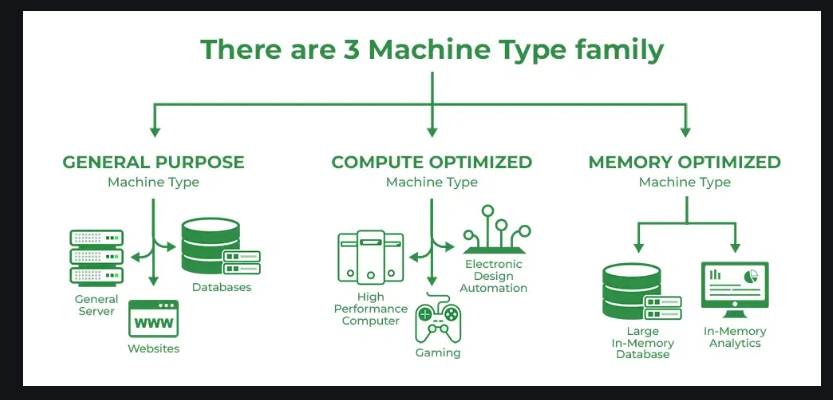 There are 3 Machine Type family
GENERAL PURPOSE
Machine Type
General
Server
Databases
WWW
Websites
COMPUTE OPTIMIZED
Machine Type
High
Performance
Computer
Electronic
Design
Automation
Gaming
MEMORY OPTIMIZED
Machine Type
Large
In-Memory
Database
In-Memory
Analytics